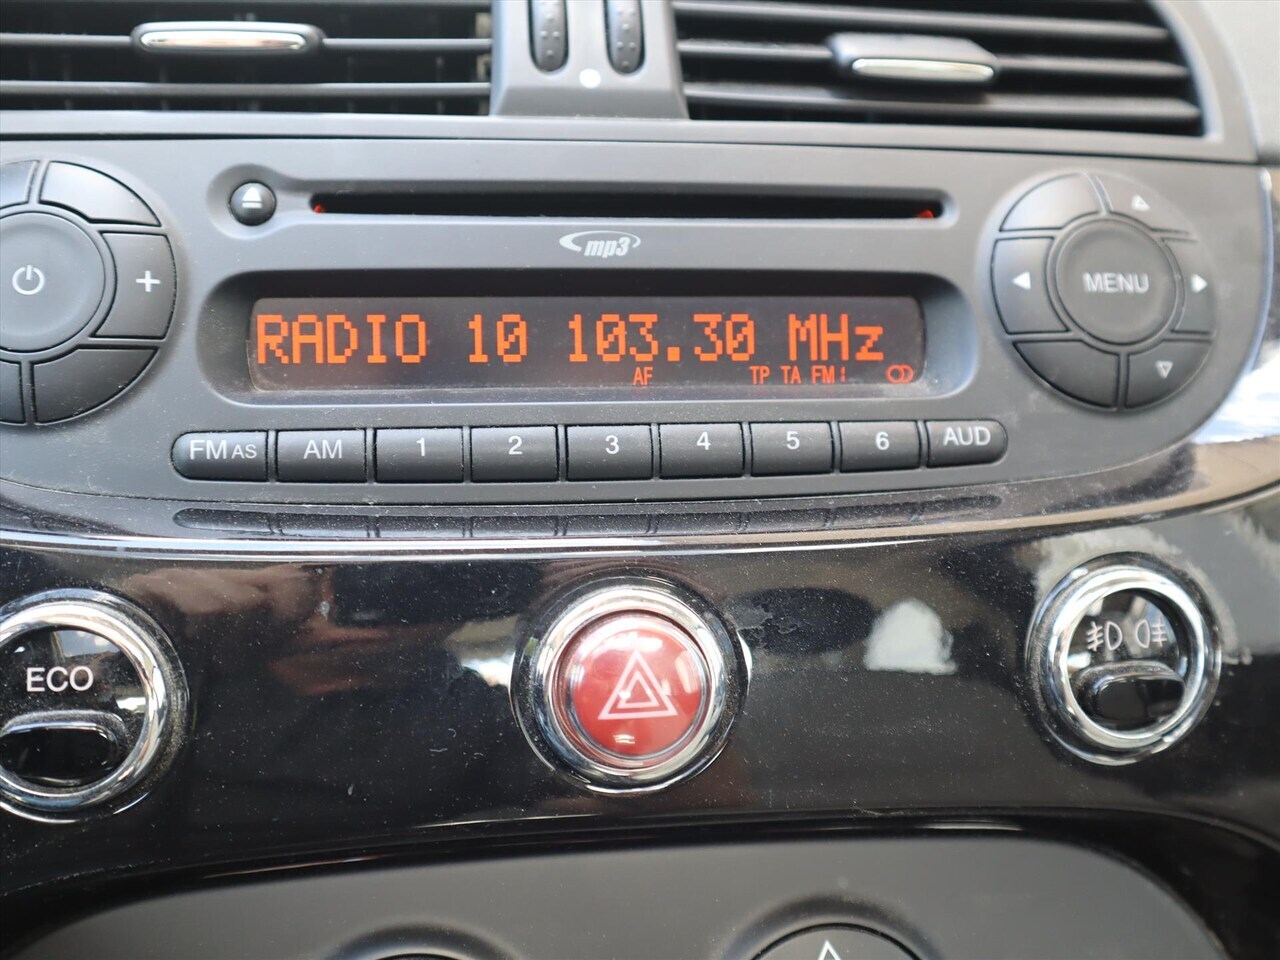 mp3
MENU
RADIO 10 103.30 MHz
AF TP TA FM1
FM AS AM 1 2 3 4 5 6 AUD
ECO